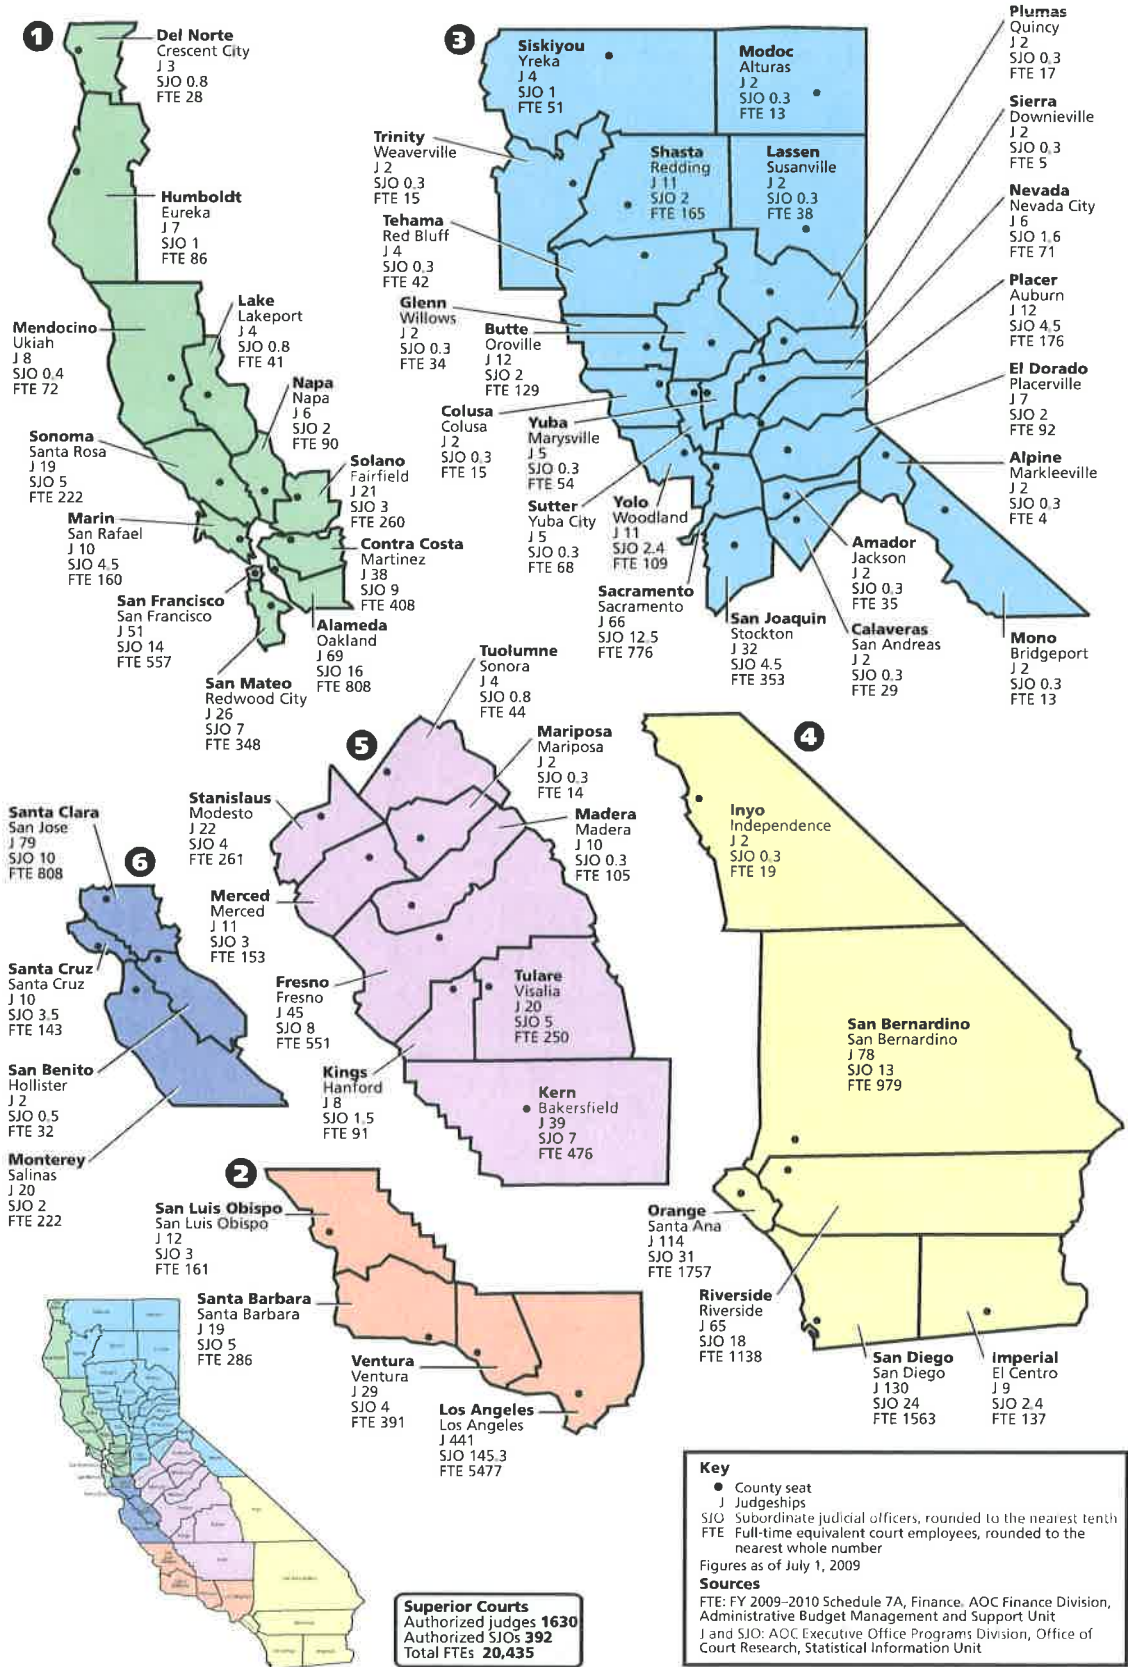 1
Del Norte
Crescent City
J 3
SJO 0.8
FTE 28
Humboldt
Eureka
J 7
SJO 1
FTE 86
Mendocino
Ukiah
J 8
SJO 0.4
FTE 72
Lake
Lakeport
J 4
SJO 0.8
FTE 41
Napa
Napa
J 6
SJO 2
FTE 90
Sonoma
Santa Rosa
J 19
SJO 5
FTE 222
Solano
Fairfield
J 21
SJO 3
FTE 260
Marin
San Rafael
J 10
SJO 4.5
FTE 160
Contra Costa
Martinez
J 38
SJO 9
FTE 408
San Francisco
San Francisco
J 51
SJO 14
FTE 557
Alameda
Oakland
J 69
SJO 16
FTE 808
San Mateo
Redwood City
J 26
SJO 7
FTE 348
3
Siskiyou
Yreka
J 4
SJO 1
FTE 51
Modoc
Alturas
J 2
SJO 0.3
FTE 13
Plumas
Quincy
J 2
SJO 0.3
FTE 17
Sierra
Downieville
J 2
SJO 0.3
FTE 5
Trinity
Weaverville
J 2
SJO 0.3
FTE 15
Shasta
Redding
J 11
SJO 2
FTE 165
Lassen
Susanville
J 2
SJO 0.3
FTE 38
Nevada
Nevada City
J 6
SJO 1.6
FTE 71
Tehama
Red Bluff
J 4
SJO 0.3
FTE 42
Placer
Auburn
J 12
SJO 4.5
FTE 176
Glenn
Willows
J 2
SJO 0.3
FTE 34
Butte
Oroville
J 12
SJO 2
FTE 129
El Dorado
Placerville
J 7
SJO 2
FTE 92
Colusa
Colusa
J 2
SJO 0.3
FTE 15
Yuba
Marysville
J 5
SJO 0.3
FTE 54
Alpine
Markleeville
J 2
SJO 0.3
FTE 4
Sutter
Yuba City
J 5
SJO 0.3
FTE 68
Yolo
Woodland
J 11
SJO 2.4
FTE 109
Amador
Jackson
J 2
SJO 0.3
FTE 35
Sacramento
Sacramento
J 66
SJO 12.5
FTE 776
San Joaquin
Stockton
J 32
SJO 4.5
FTE 353
Calaveras
San Andreas
J 2
SJO 0.3
FTE 29
Mono
Bridgeport
J 2
SJO 0.3
FTE 13
5
Tuolumne
Sonora
J 4
SJO 0.8
FTE 44
Mariposa
Mariposa
J 2
SJO 0.3
FTE 14
Stanislaus
Modesto
J 22
SJO 4
FTE 261
Madera
Madera
J 10
SJO 0.3
FTE 105
Merced
Merced
J 11
SJO 3
FTE 153
Fresno
Fresno
J 45
SJO 8
FTE 551
Tulare
Visalia
J 20
SJO 5
FTE 250
Kings
Hanford
J 8
SJO 1.5
FTE 91
Kern
Bakersfield
J 39
SJO 7
FTE 476
4
Inyo
Independence
J 2
SJO 0.3
FTE 19
San Bernardino
San Bernardino
J 78
SJO 13
FTE 979
Orange
Santa Ana
J 114
SJO 31
FTE 1757
Riverside
Riverside
J 65
SJO 18
FTE 1138
San Diego
San Diego
J 130
SJO 24
FTE 1563
Imperial
El Centro
J 9
SJO 2.4
FTE 137
6
Santa Clara
San Jose
J 79
SJO 10
FTE 808
Santa Cruz
Santa Cruz
J 10
SJO 3.5
FTE 143
San Benito
Hollister
J 2
SJO 0.5
FTE 32
Monterey
Salinas
J 20
SJO 2
FTE 222
2
San Luis Obispo
San Luis Obispo
J 12
SJO 3
FTE 161
Santa Barbara
Santa Barbara
J 19
SJO 5
FTE 286
Ventura
Ventura
J 29
SJO 4
FTE 391
Los Angeles
Los Angeles
J 441
SJO 145.3
FTE 5477
Superior Courts
Authorized judges 1630
Authorized SJOs 392
Total FTEs 20,435
Key
County seat
J Judgeships
SJO Subordinate judicial officers, rounded to the nearest tenth
FTE Full-time equivalent court employees, rounded to the
nearest whole number
Figures as of July 1, 2009
Sources
FTE: FY 2009–2010 Schedule 7A, Finance, AOC Finance Division,
Administrative Budget Management and Support Unit
J and SJO: AOC Executive Office Programs Division, Office of
Court Research, Statistical Information Unit